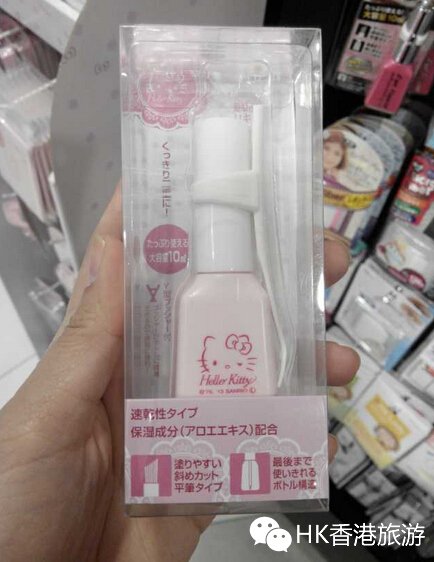 Hello Kitty
くっきり二重に!
たっぷり使える
大容量10ml
Hello Kitty
速乾性タイプ
保湿成分(アロエエキス)配合
塗りやすい
斜めカット
平筆タイプ
最後まで
使いきれる
ボトル構造
HK香港旅游